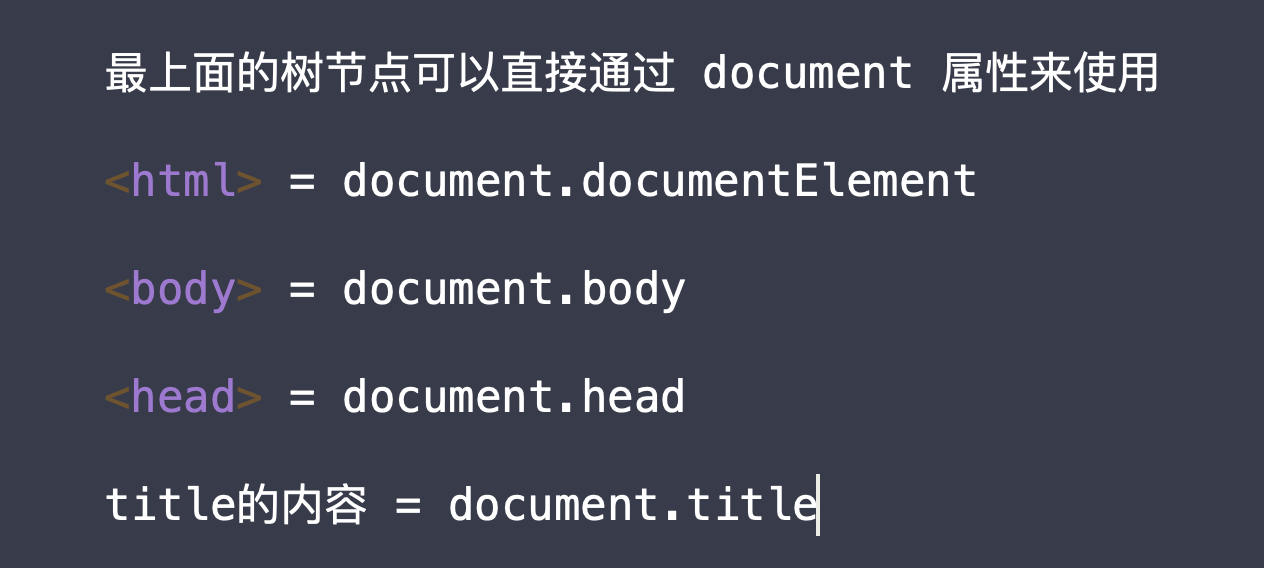 最上面的树节点可以直接通过 document 属性来使用
<html> = document.documentElement
<body> = document.body
<head> = document.head
title的内容 = document.title